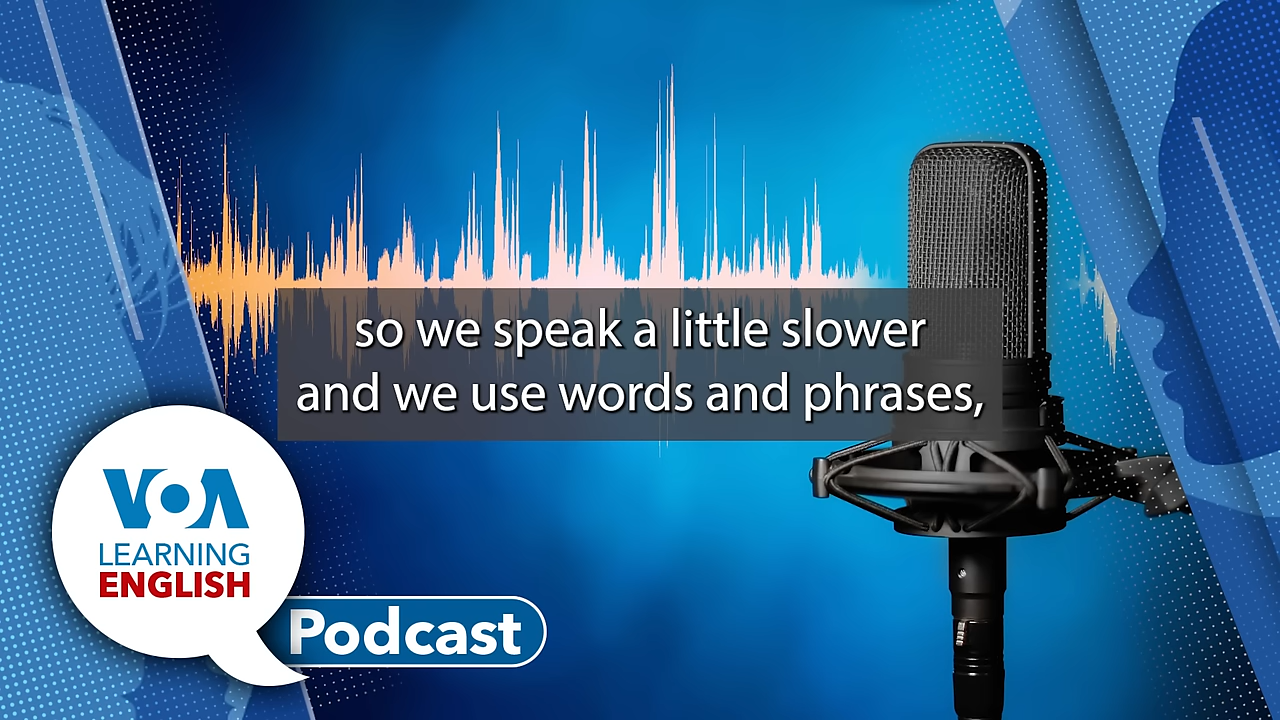 so we speak a little slower
and we use words and phrases,
VOA
LEARNING
ENGLISH
Podcast